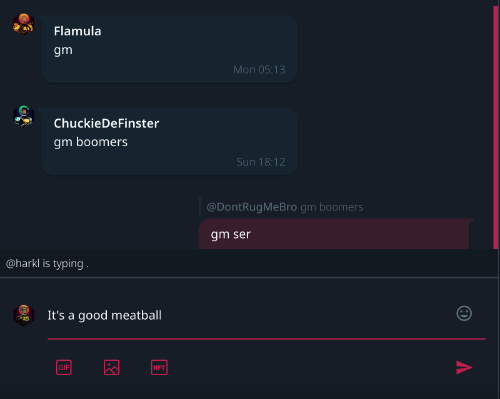 Flamula
gm
Mon 05:13
ChuckieDeFinster
gm boomers
Sun 18:12
@DontRugMeBro gm boomers
gm ser
@harkl is typing .
It's a good meatball
GIF
NFT